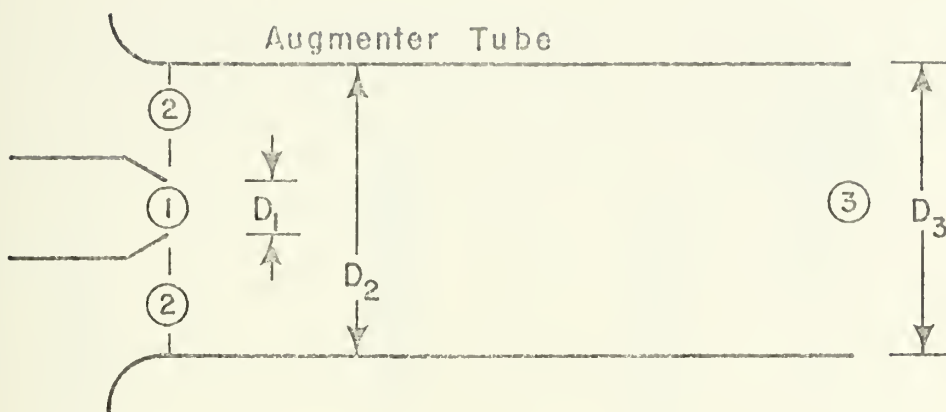 Augmenter Tube
②
①
D₁
D₂
②
③
D₃